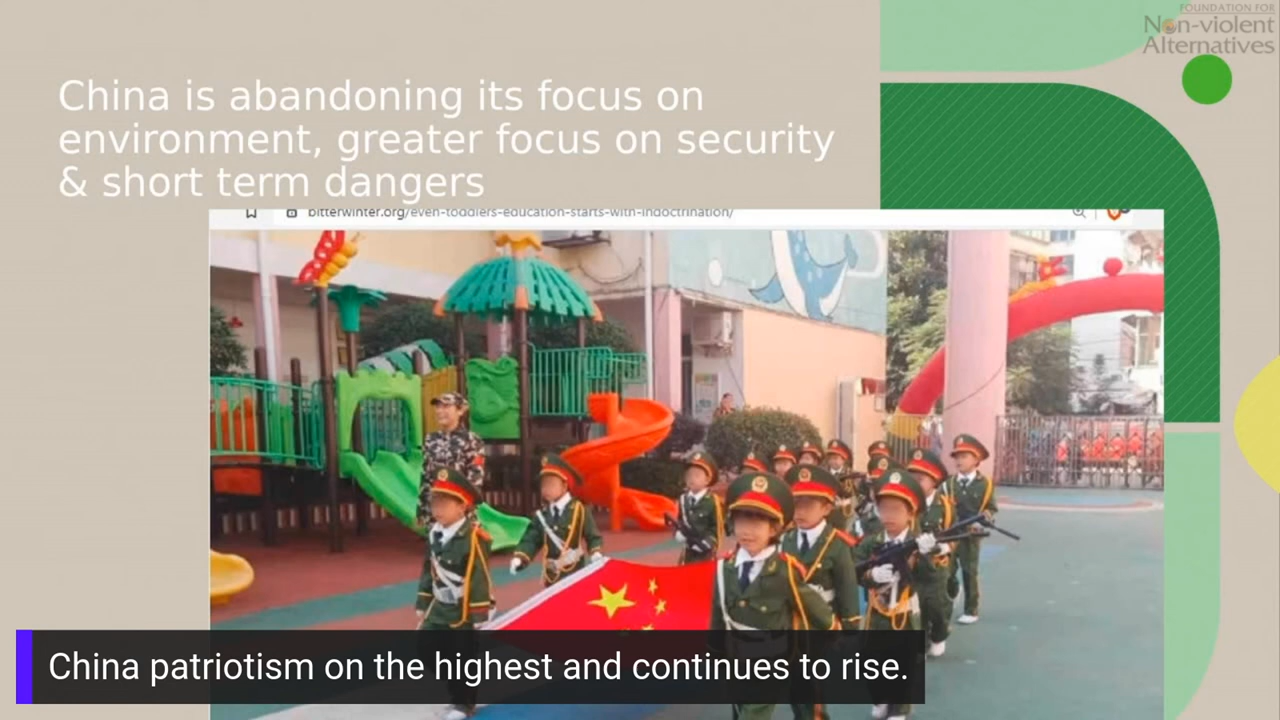 FOUNDATION FOR
Non-violent
Alternatives
China is abandoning its focus on
environment, greater focus on security
& short term dangers
bitterwinter.org/even-toddlers-education-starts-with-indoctrination/
China patriotism on the highest and continues to rise.